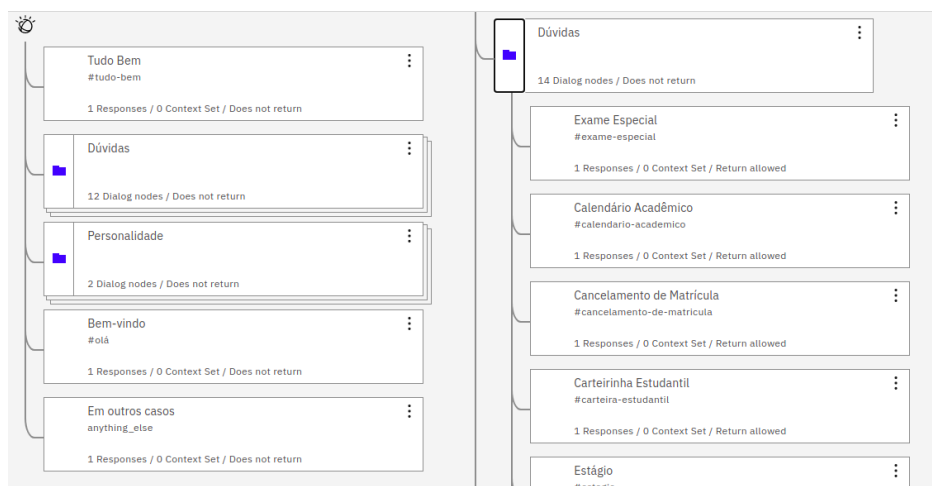 Tudo Bem
#tudo-bem
1 Responses / 0 Context Set / Does not return
Dúvidas
12 Dialog nodes / Does not return
Personalidade
2 Dialog nodes / Does not return
Bem-vindo
#olá
1 Responses / 0 Context Set / Does not return
Em outros casos
anything_else
1 Responses / 0 Context Set / Does not return
Dúvidas
14 Dialog nodes / Does not return
Exame Especial
#exame-especial
1 Responses / 0 Context Set / Return allowed
Calendário Acadêmico
#calendario-academico
1 Responses / 0 Context Set / Return allowed
Cancelamento de Matrícula
#cancelamento-de-matricula
1 Responses / 0 Context Set / Return allowed
Carteirinha Estudantil
#carteira-estudantil
1 Responses / 0 Context Set / Return allowed
Estágio